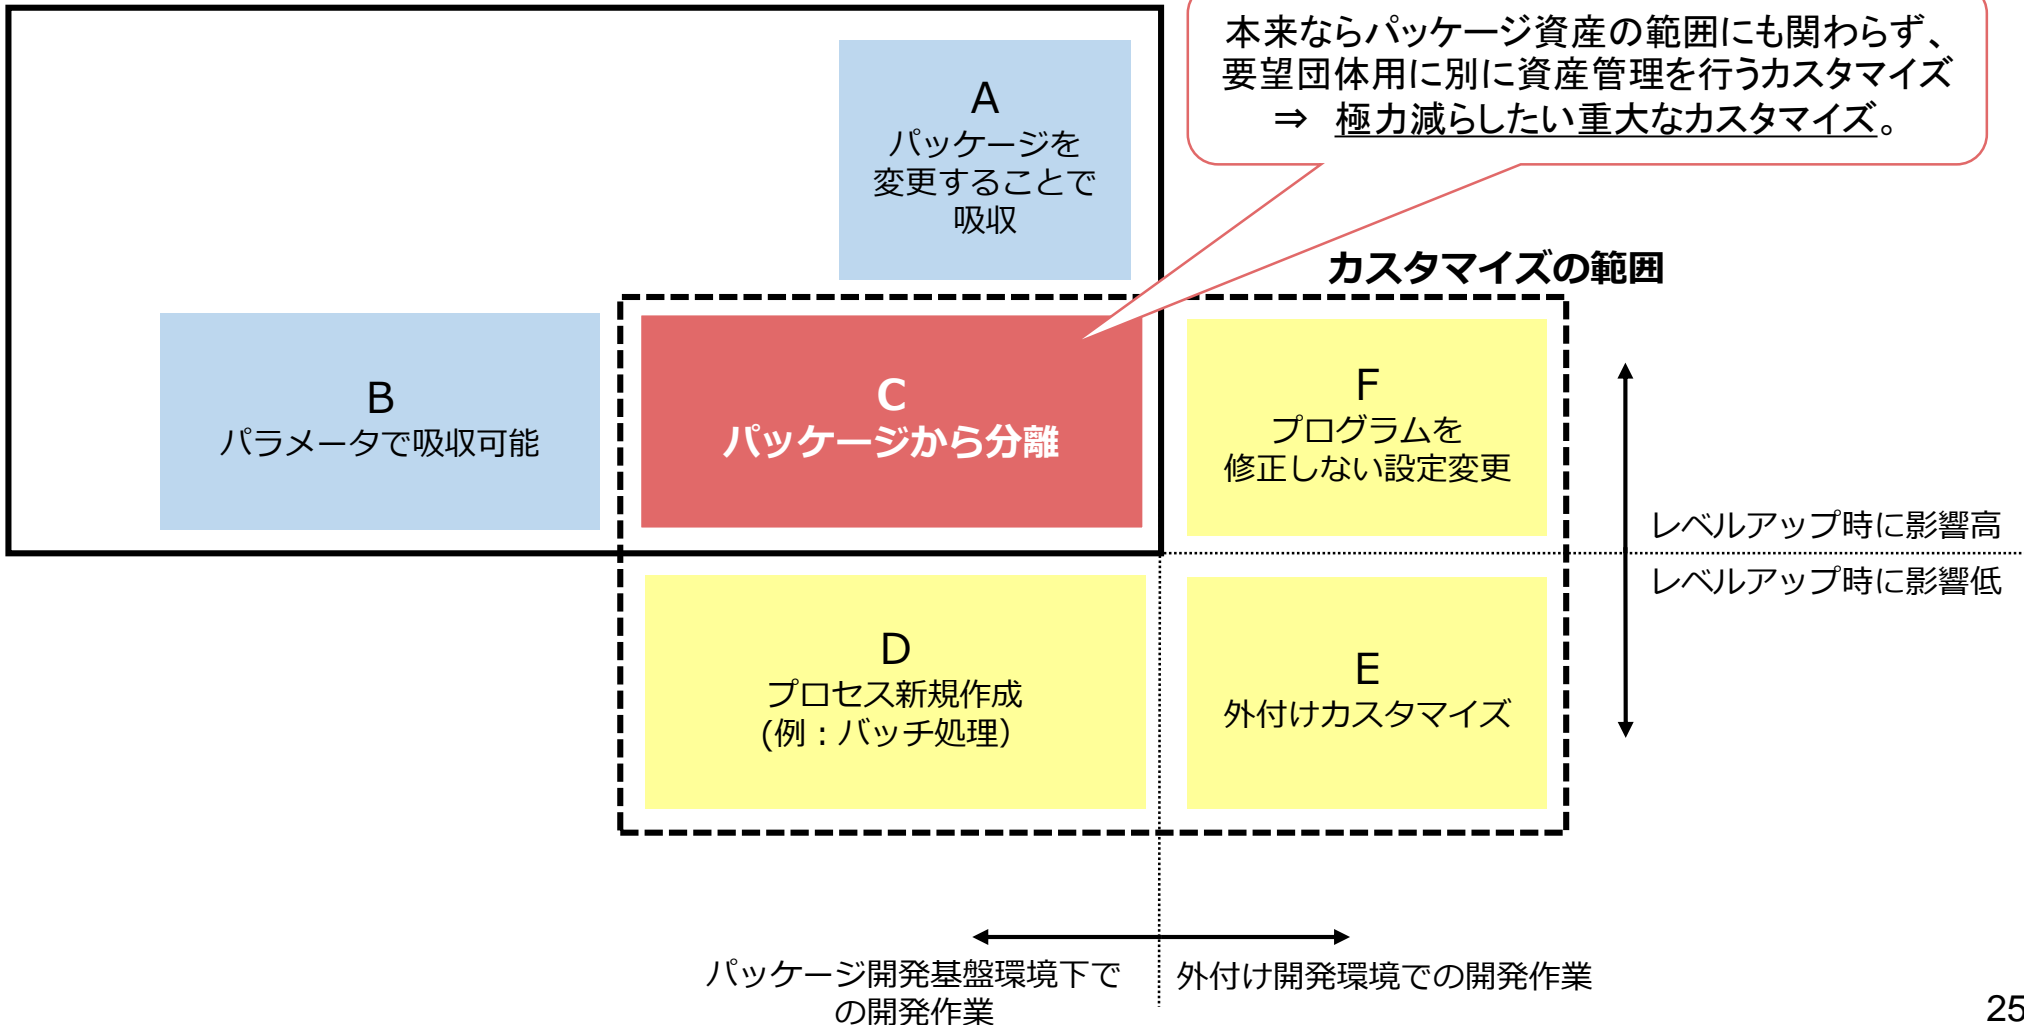 本来ならパッケージ資産の範囲にも関わらず、
要望団体用に別に資産管理を行うカスタマイズ
⇒ 極力減らしたい重大なカスタマイズ。
A
パッケージを
変更することで
吸収
カスタマイズの範囲
B
パラメータで吸収可能
C
パッケージから分離
F
プログラムを
修正しない設定変更
レベルアップ時に影響高
レベルアップ時に影響低
D
プロセス新規作成
(例：バッチ処理）
E
外付けカスタマイズ
パッケージ開発基盤環境下で
の開発作業
外付け開発環境での開発作業
25